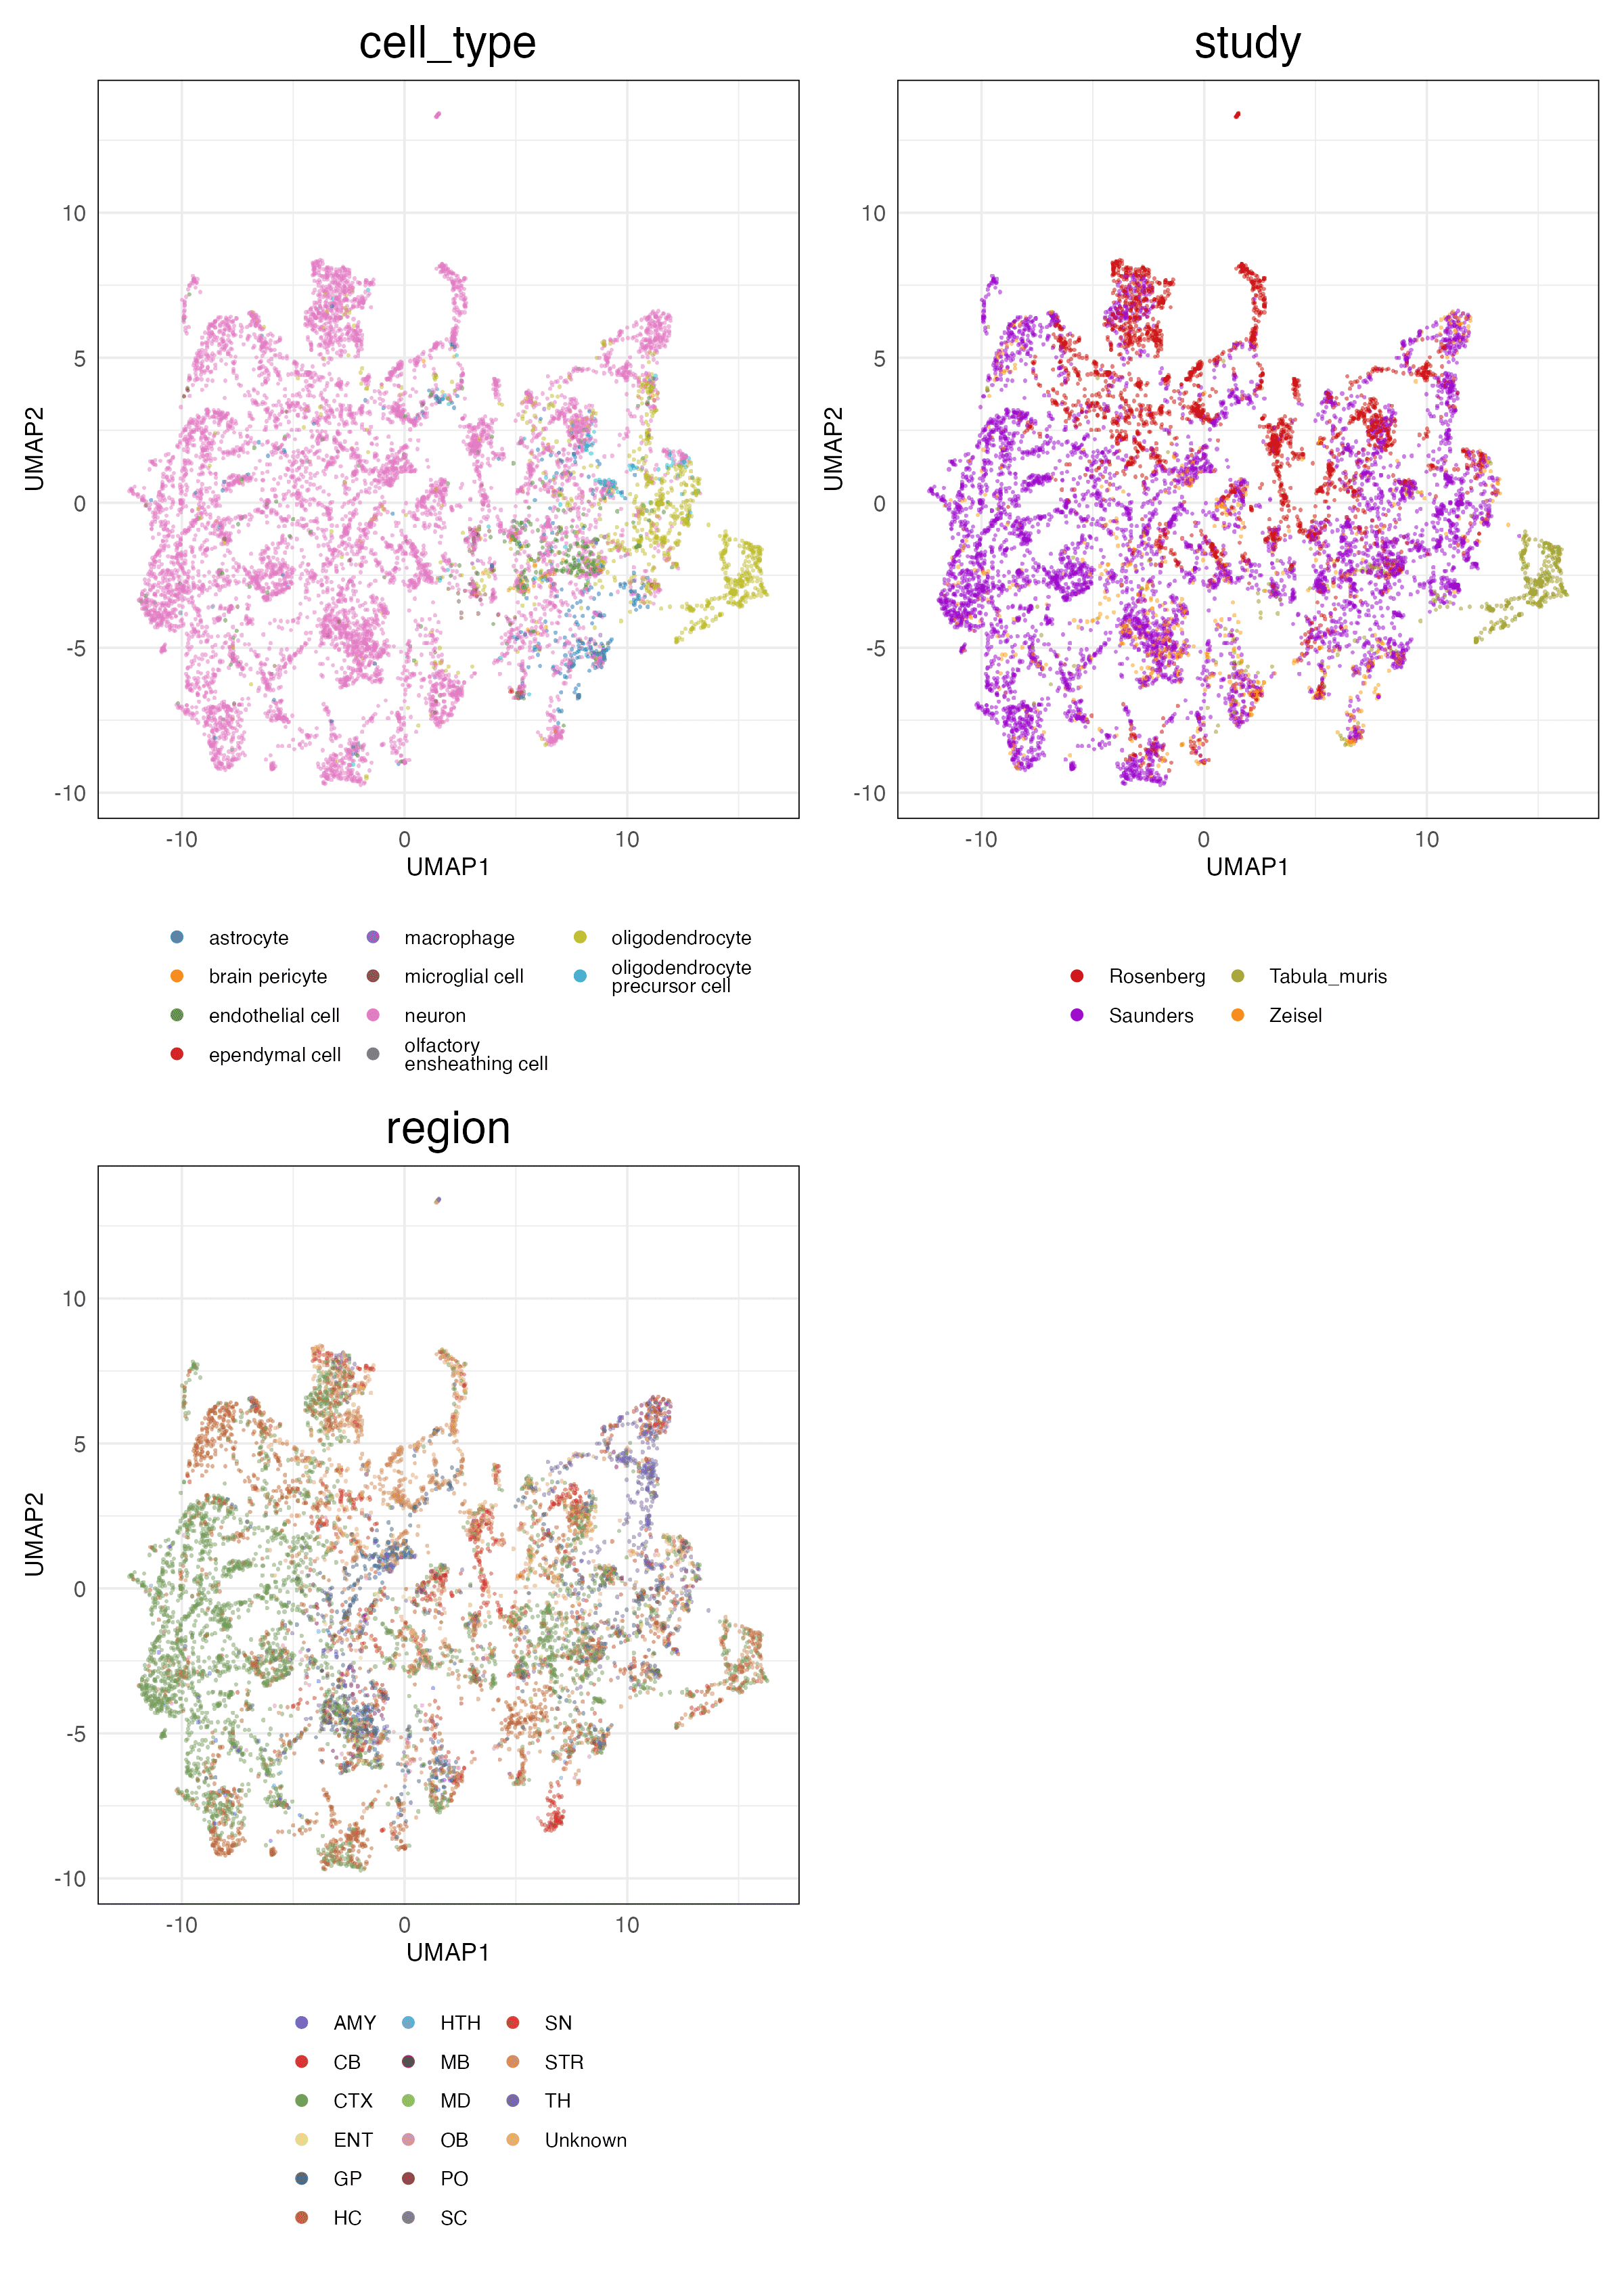 cell_type
study
10
5
0
-5
-10
UMAP2
-10
0
10
UMAP1
10
5
0
-5
-10
UMAP2
-10
0
10
UMAP1
astrocyte
brain pericyte
endothelial cell
ependymal cell
macrophage
microglial cell
neuron
olfactory
ensheathing cell
oligodendrocyte
oligodendrocyte
precursor cell
Rosenberg
Saunders
Tabula_muris
Zeisel
region
10
5
0
-5
-10
UMAP2
-10
0
10
UMAP1
AMY
CB
CTX
ENT
GP
HC
HTH
MB
MD
OB
PO
SC
SN
STR
TH
Unknown